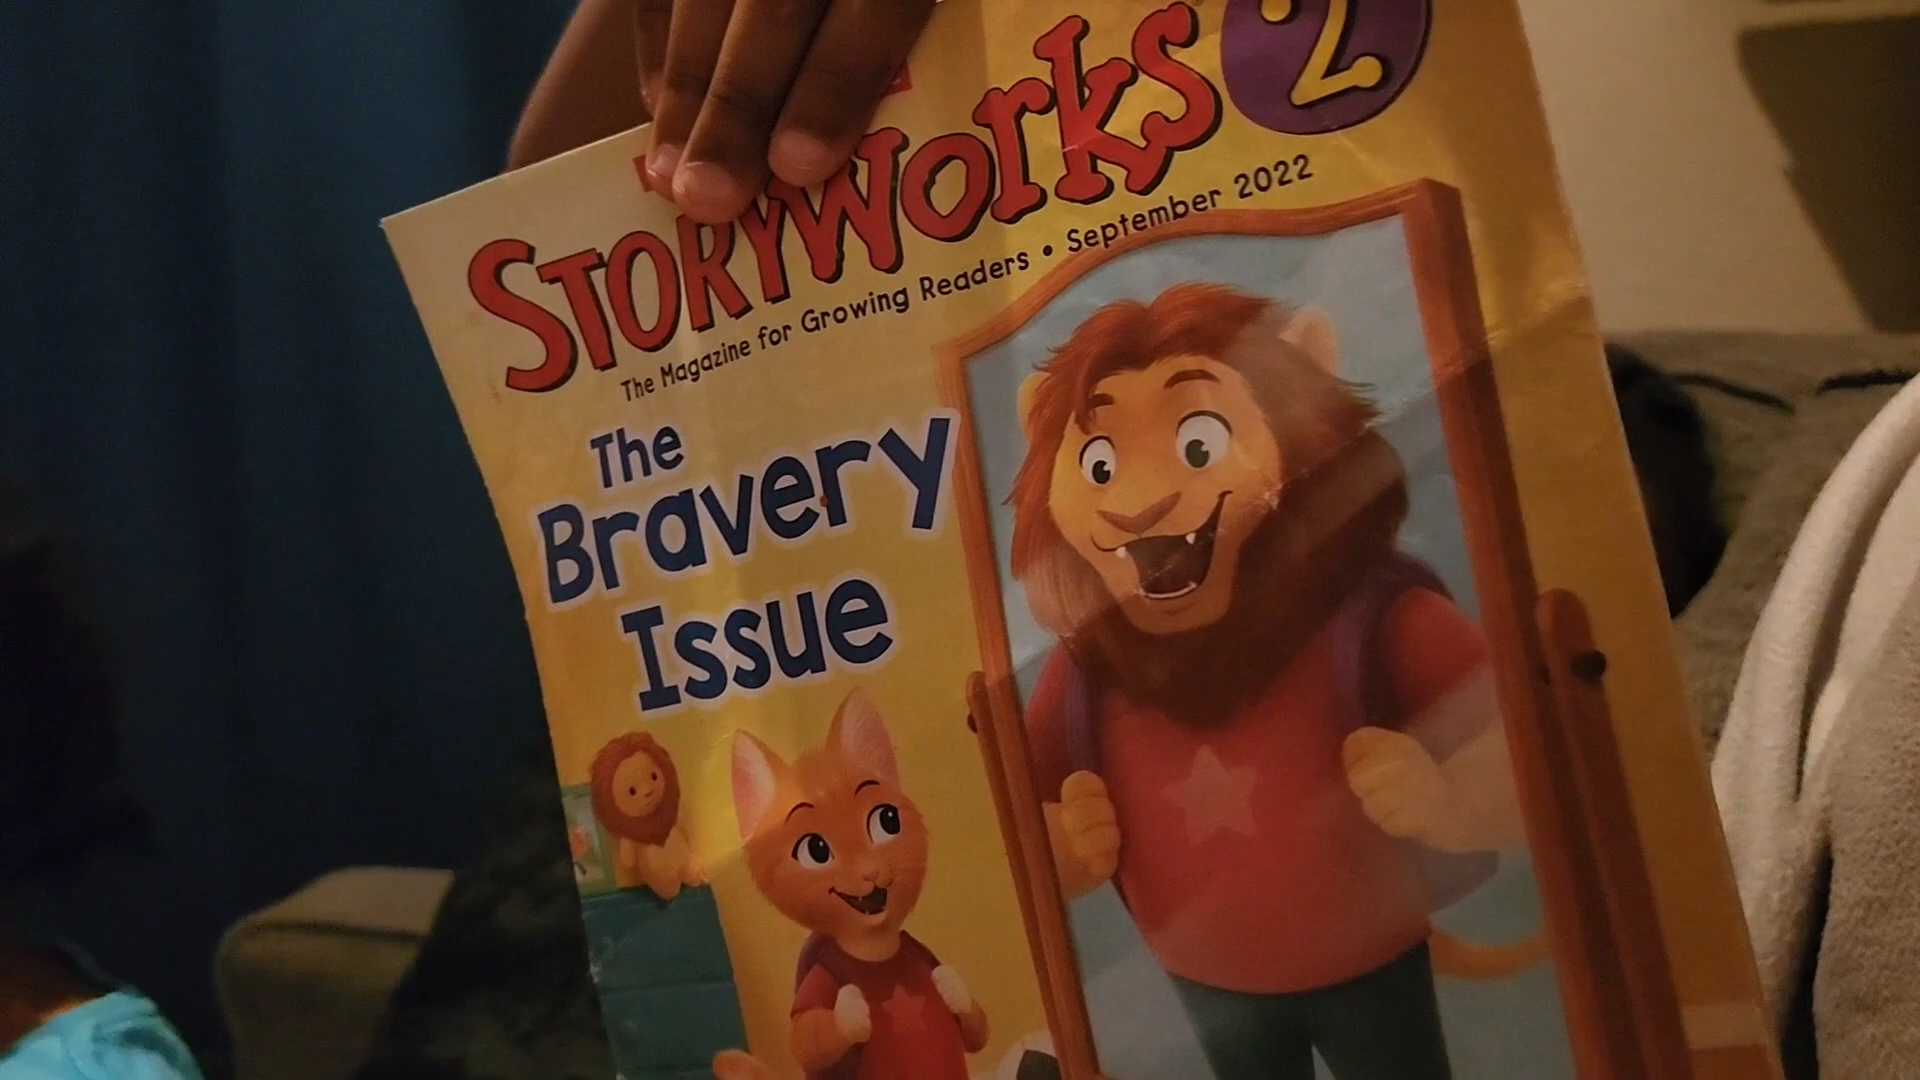 Storyworks 2
The Magazine for Growing Readers • September 2022
The
Bravery
Issue